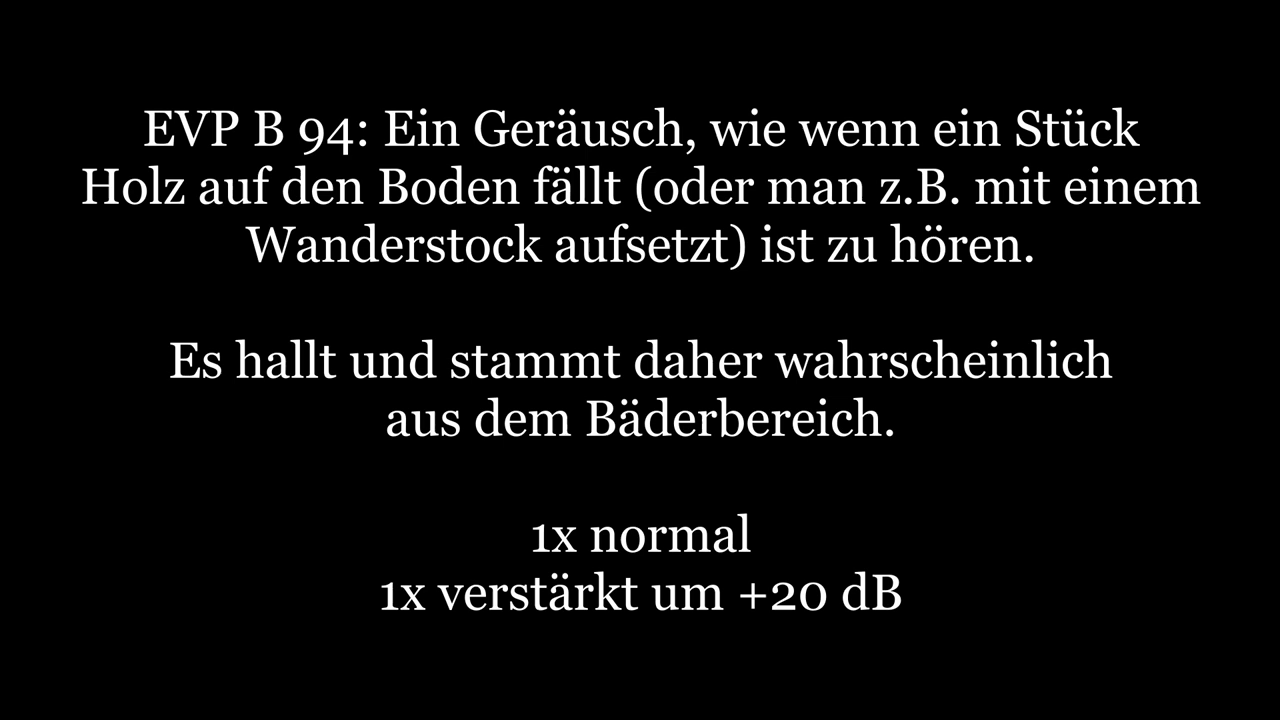 EVP B 94: Ein Geräusch, wie wenn ein Stück
Holz auf den Boden fällt (oder man z.B. mit einem
Wanderstock aufsetzt) ist zu hören.
Es hallt und stammt daher wahrscheinlich
aus dem Bäderbereich.
1x normal
1x verstärkt um +20 dB